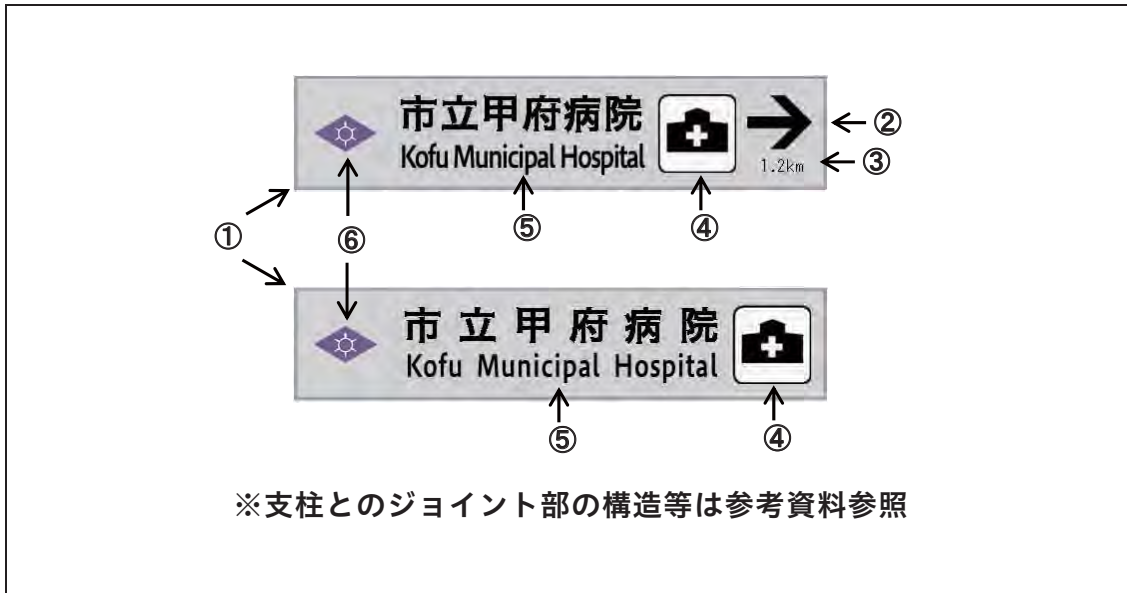 市立甲府病院
Kofu Municipal Hospital
②
1.2km
③
⑤
④
①
⑥
市立甲府病院
Kofu Municipal Hospital
⑤
④
※支柱とのジョイント部の構造等は参考資料参照